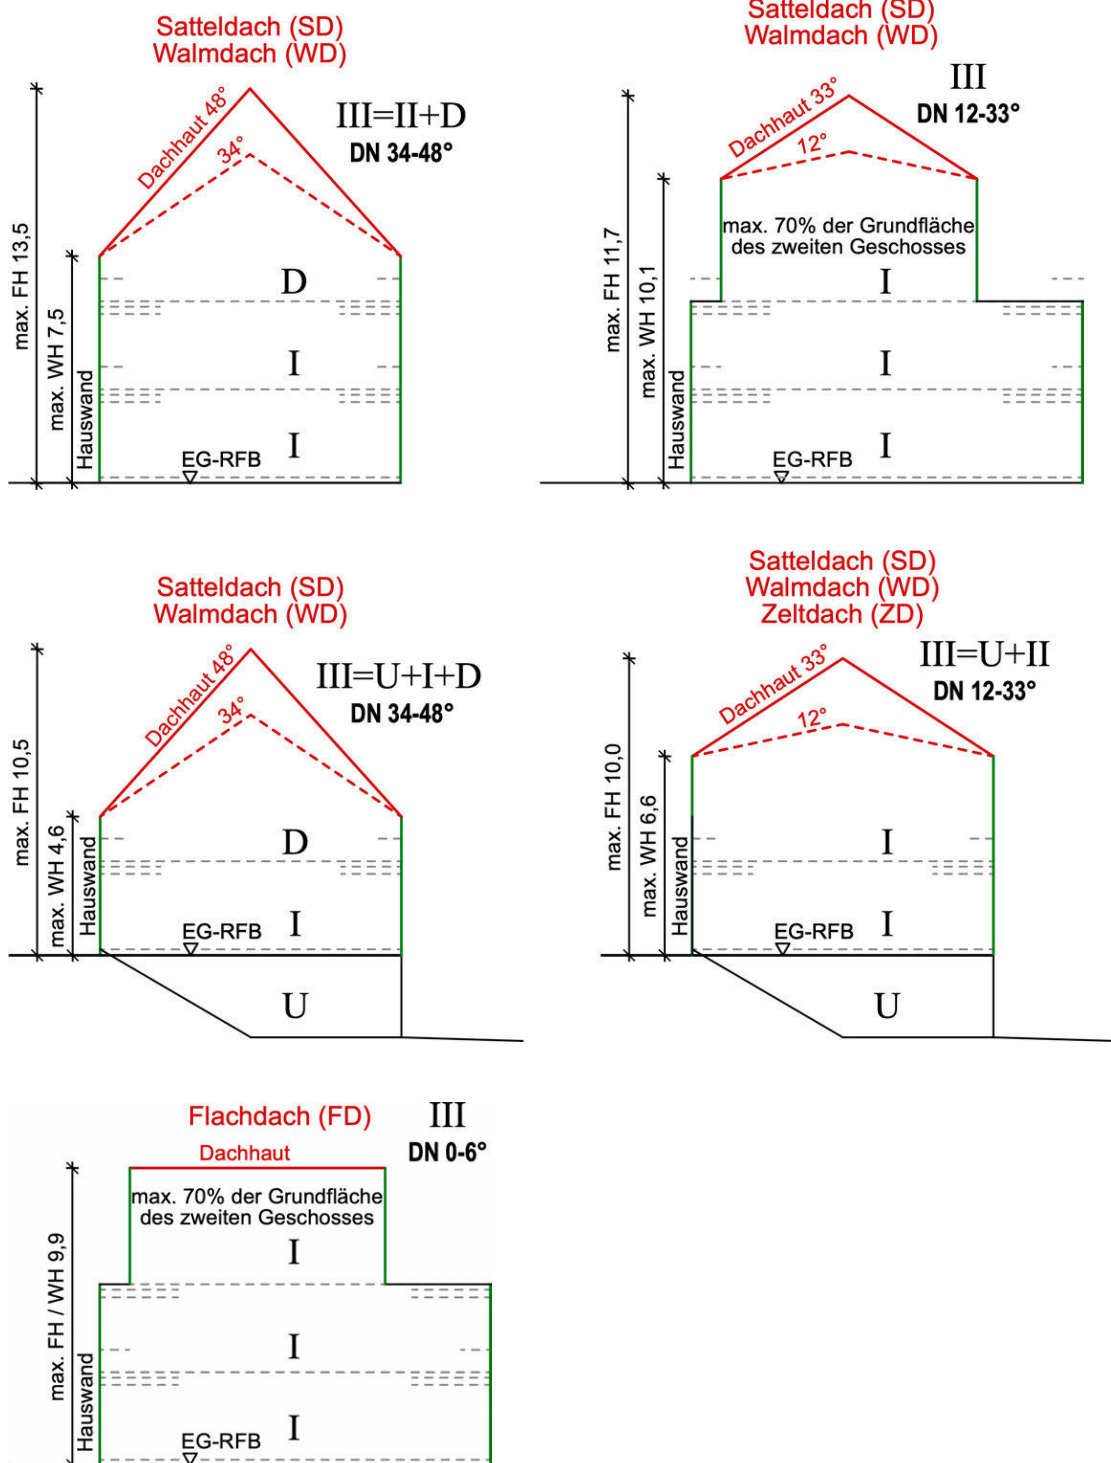 Satteldach (SD)
Walmdach (WD)
III=II+D
DN 34-48°
Dachhaut 48°
34°
max. FH 13,5
max. WH 7,5
Hauswand
D
I
EG-RFB
I
Satteldach (SD)
Walmdach (WD)
III
DN 12-33°
Dachhaut 33°
12°
max. 70% der Grundfläche
des zweiten Geschosses
max. FH 11,7
max. WH 10,1
Hauswand
I
I
EG-RFB
I
Satteldach (SD)
Walmdach (WD)
III=U+I+D
DN 34-48°
Dachhaut 48°
34°
max. FH 10,5
max. WH 4,6
Hauswand
D
EG-RFB
I
U
Satteldach (SD)
Walmdach (WD)
Zeltdach (ZD)
III=U+II
DN 12-33°
Dachhaut 33°
12°
max. FH 10,0
max. WH 6,6
Hauswand
I
EG-RFB
I
U
Flachdach (FD)
III
DN 0-6°
Dachhaut
max. 70% der Grundfläche
des zweiten Geschosses
max. FH / WH 9,9
Hauswand
I
I
EG-RFB
I